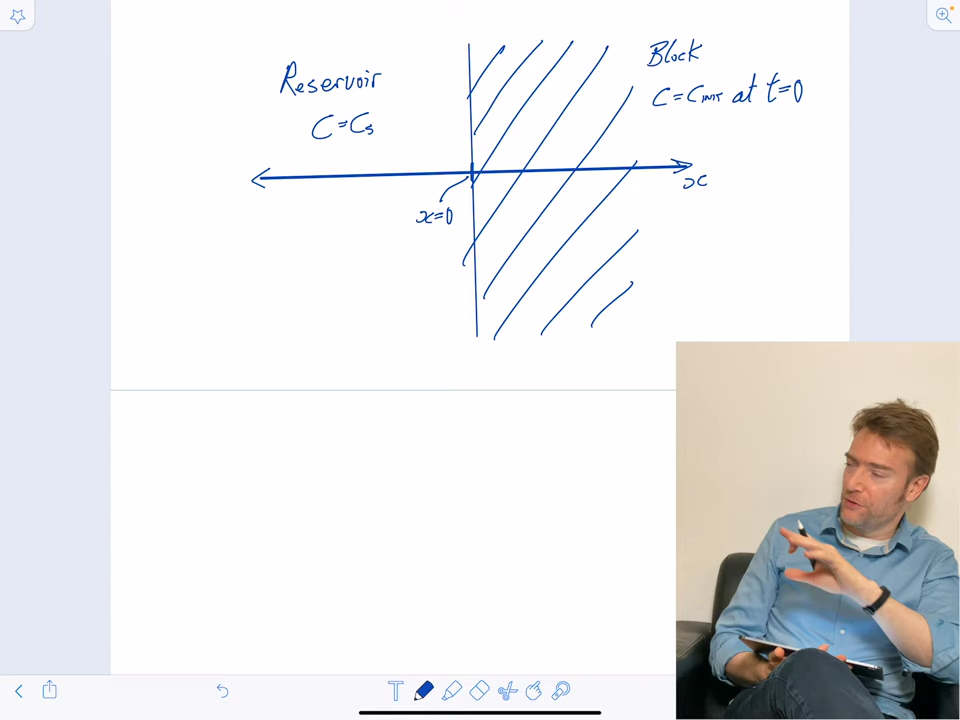 Reservoir
C=Cs
Block
C=CINIT at t=0
x
x=0
T